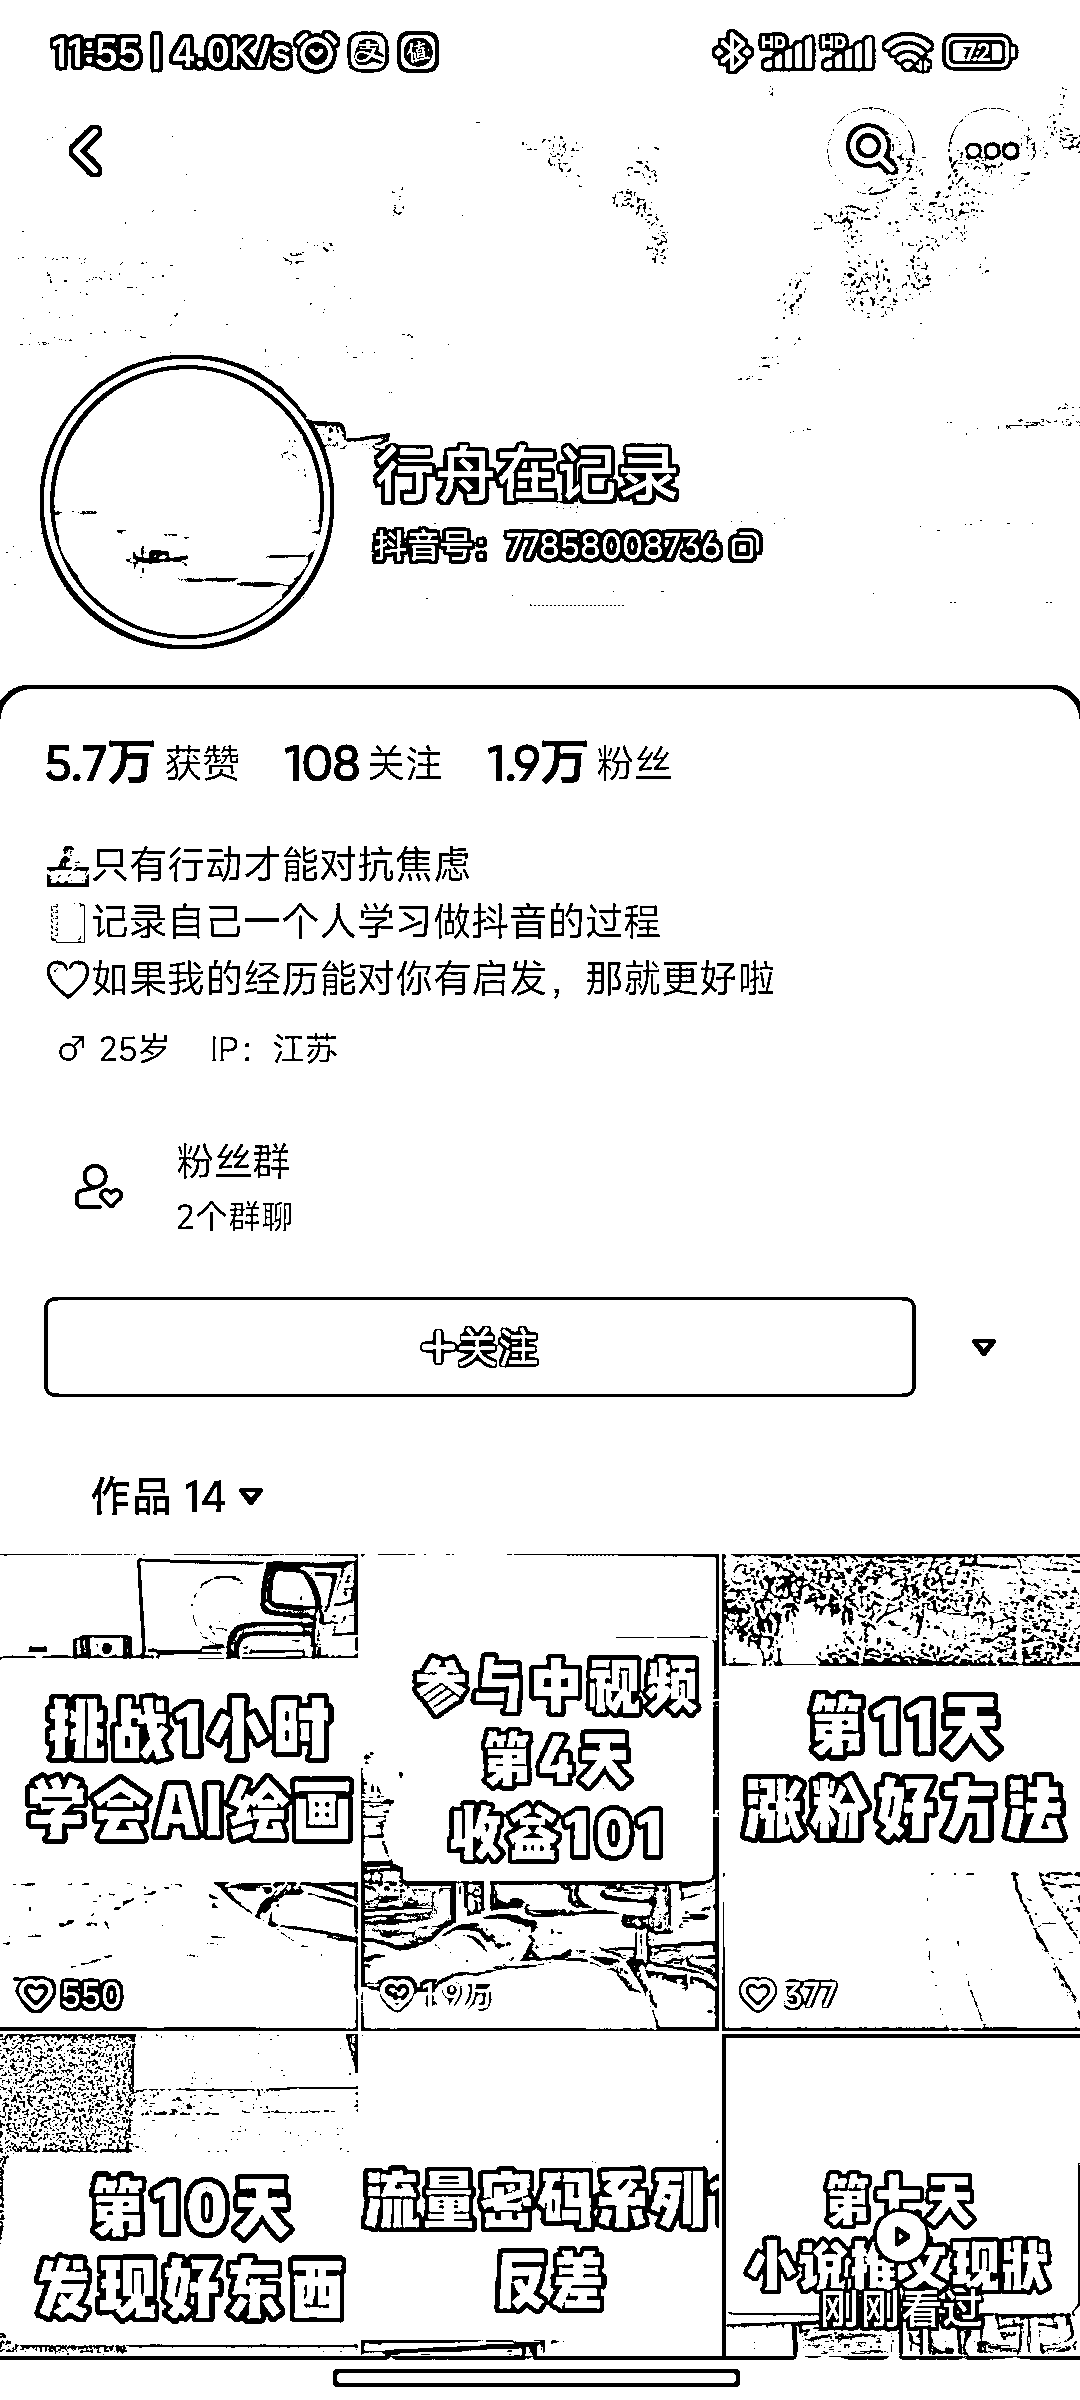 11:55 | 4.0K/s 支 值 HD HD 72
行舟在记录
抖音号：77858008736
5.7万 获赞 108 关注 1.9万 粉丝
只有行动才能对抗焦虑
记录自己一个人学习做抖音的过程
如果我的经历能对你有启发，那就更好啦
♂ 25岁 IP：江苏
粉丝群
2个群聊
+关注
作品 14
挑战1小时
学会AI绘画
550
参与中视频
第4天
收益101
1.9万
第11天
涨粉好方法
377
第10天
发现好东西
流量密码系列1
反差
第七天
小说推文现状
刚刚看过